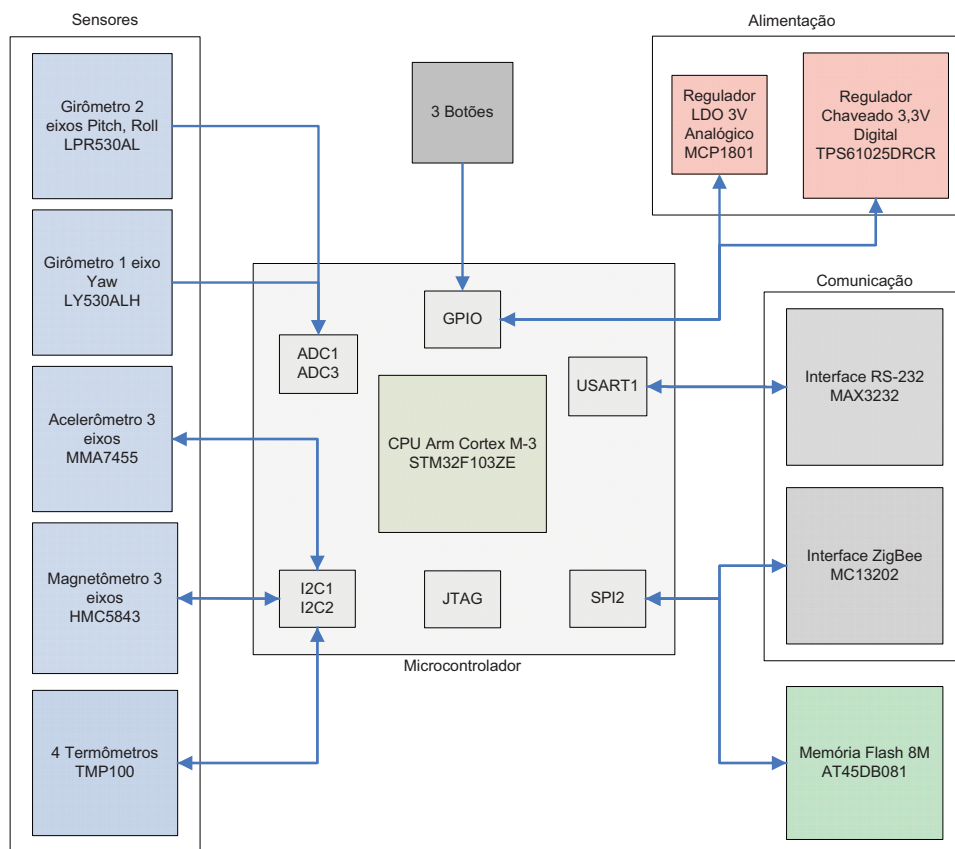 Sensores
Girômetro 2
eixos Pitch, Roll
LPR530AL
Girômetro 1 eixo
Yaw
LY530ALH
Acelerômetro 3
eixos
MMA7455
Magnetômetro 3
eixos
HMC5843
4 Termômetros
TMP100
3 Botões
Alimentação
Regulador
LDO 3V
Analógico
MCP1801
Regulador
Chaveado 3,3V
Digital
TPS61025DRCR
GPIO
ADC1
ADC3
USART1
CPU Arm Cortex M-3
STM32F103ZE
I2C1
I2C2
JTAG
SPI2
Microcontrolador
Comunicação
Interface RS-232
MAX3232
Interface ZigBee
MC13202
Memória Flash 8M
AT45DB081